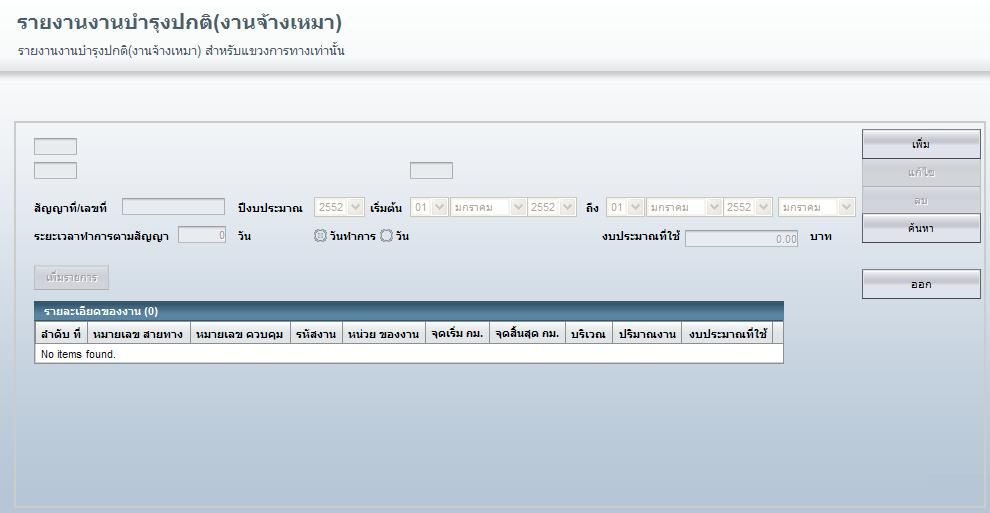 รายงานงานบำรุงปกติ(งานจ้างเหมา)
รายงานงานบำรุงปกติ(งานจ้างเหมา) สำหรับแขวงการทางเท่านั้น
เพิ่ม
แก้ไข
สัญญาที่/เลขที่ ปีงบประมาณ 2552 เริ่มต้น 01 มกราคม 2552 ถึง 01 มกราคม 2552 มกราคม
ลบ
ระยะเวลาทำการตามสัญญา 0 วัน วันทำการ วัน งบประมาณที่ใช้ 0.00 บาท
ค้นหา
เพิ่มรายการ
ออก
รายละเอียดของงาน (0)
ลำดับ ที่ หมายเลข สายทาง หมายเลข ควบคุม รหัสงาน หน่วย ของงาน จุดเริ่ม กม. จุดสิ้นสุด กม. บริเวณ ปริมาณงาน งบประมาณที่ใช้
No items found.